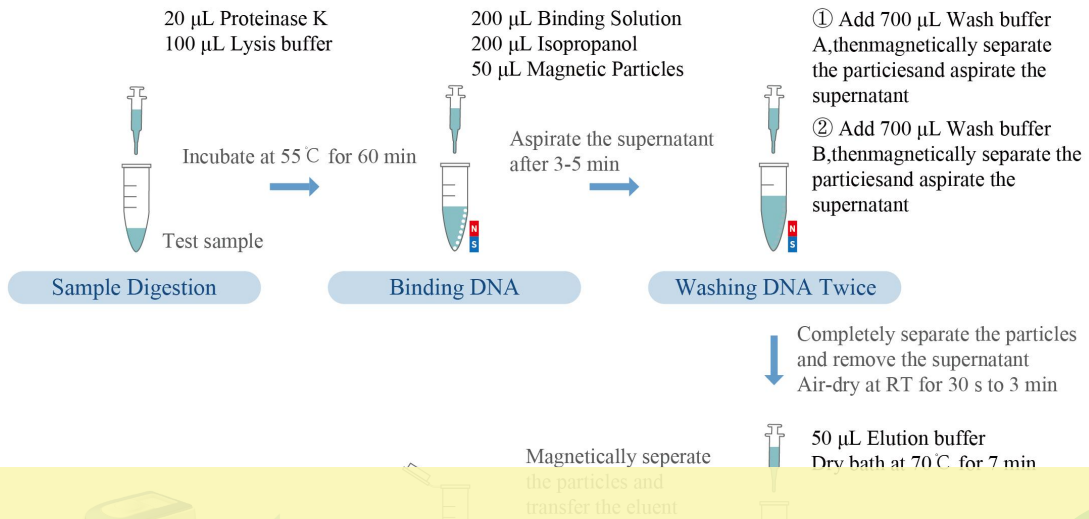 20 μL Proteinase K
100 μL Lysis buffer
200 μL Binding Solution
200 μL Isopropanol
50 μL Magnetic Particles
① Add 700 μL Wash buffer
A,thenmagnetically separate
the particiesand aspirate the
supernatant
② Add 700 μL Wash buffer
B,thenmagnetically separate the
particiesand aspirate the
supernatant
Incubate at 55℃ for 60 min
Aspirate the supernatant
after 3-5 min
Test sample
N
S
N
S
Sample Digestion
Binding DNA
Washing DNA Twice
Completely separate the particles
and remove the supernatant
Air-dry at RT for 30 s to 3 min
50 μL Elution buffer
Dry bath at 70℃ for 7 min
Magnetically seperate
the particles and
transfer the eluent